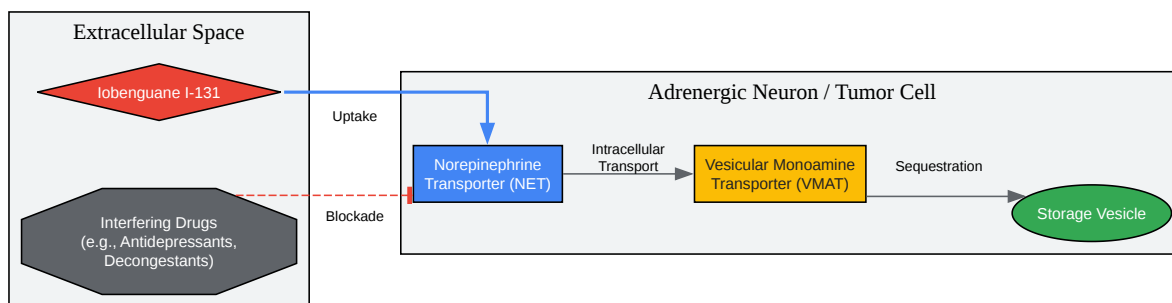 Extracellular Space
Iobenguane I-131
Uptake
Interfering Drugs
(e.g., Antidepressants,
Decongestants)
Blockade
Adrenergic Neuron / Tumor Cell
Norepinephrine
Transporter (NET)
Intracellular
Transport
Vesicular Monoamine
Transporter (VMAT)
Sequestration
Storage Vesicle